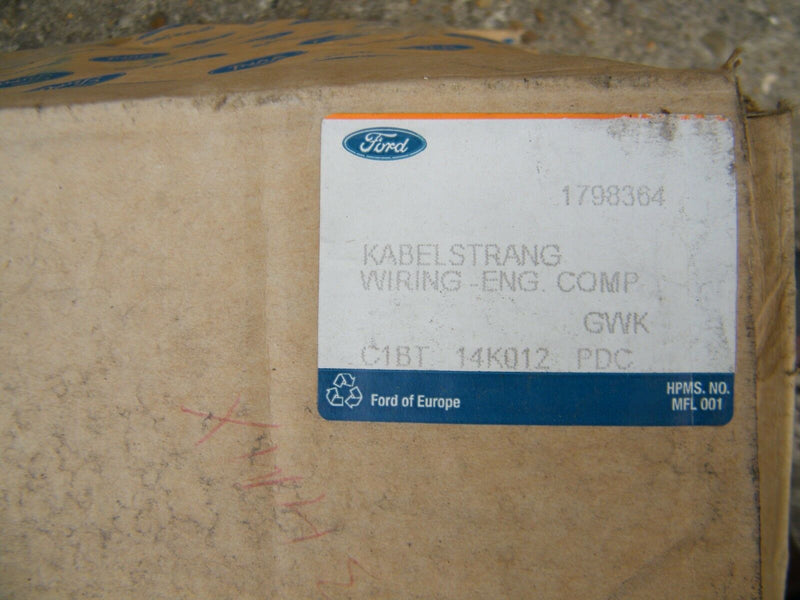 Ford
1798364
KABELSTRANG
WIRING -ENG. COMP
GWK
C1BT 14K012 PDC
Ford of Europe
HPMS. NO.
MFL 001